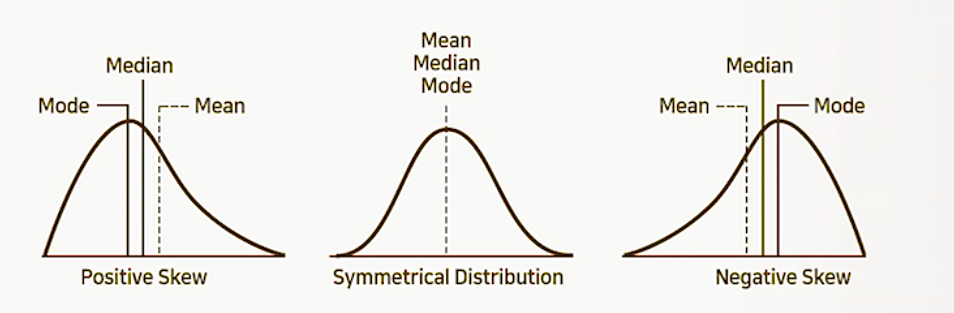 Median
Mode
Mean
Positive Skew
Mean
Median
Mode
Symmetrical Distribution
Median
Mean
Mode
Negative Skew